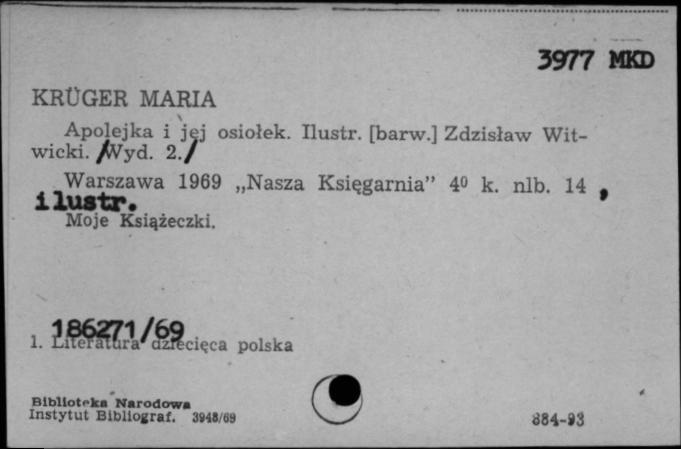 3977 MKD
KRÜGER MARIA
Apolejka i jej osiołek. Ilustr. [barw.] Zdzisław Wit-
wicki. /Wyd. 2./
Warszawa 1969 „Nasza Księgarnia” 4⁰ k. nlb. 14 ,
ilustr.
Moje Książeczki.
186271/69
1. Literatura dziecięca polska
Biblioteka Narodowa
Instytut Bibliograf. 3948/69
884-93